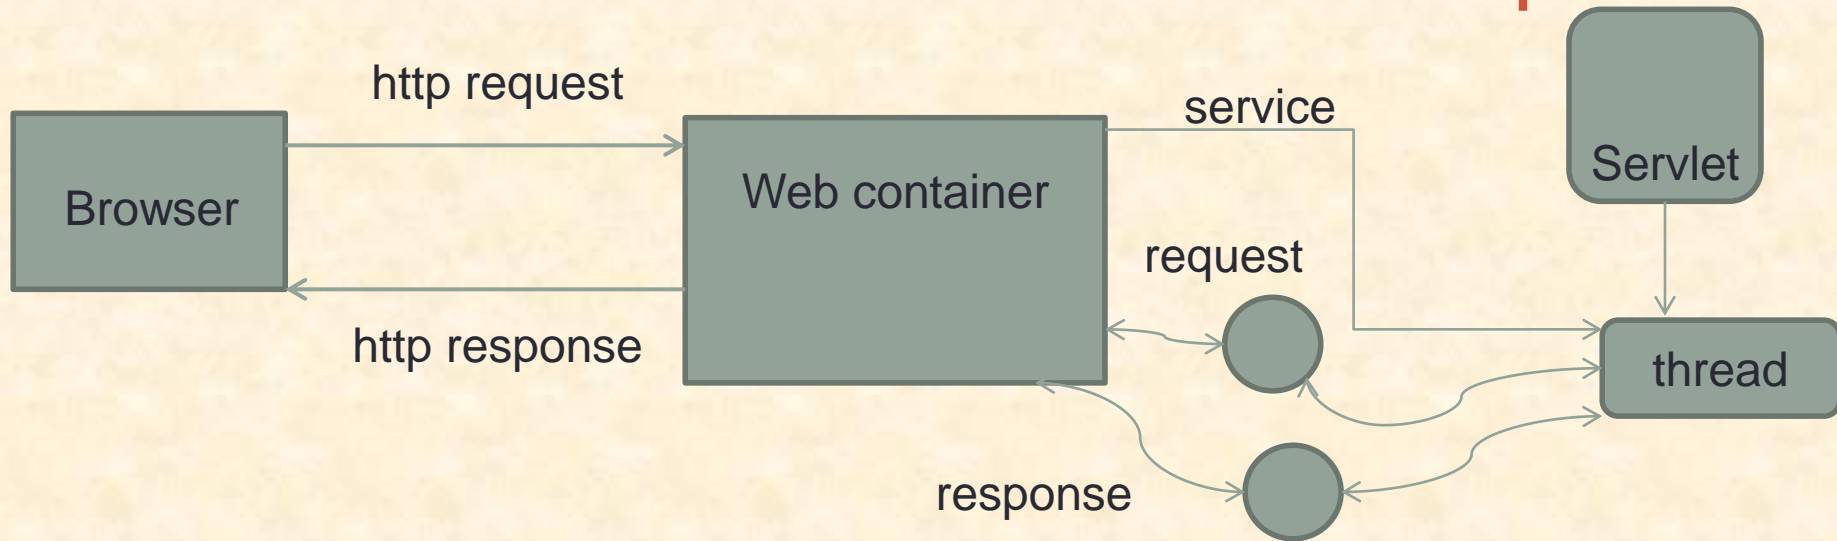 http request
service
Servlet
Browser
Web container
request
http response
thread
response